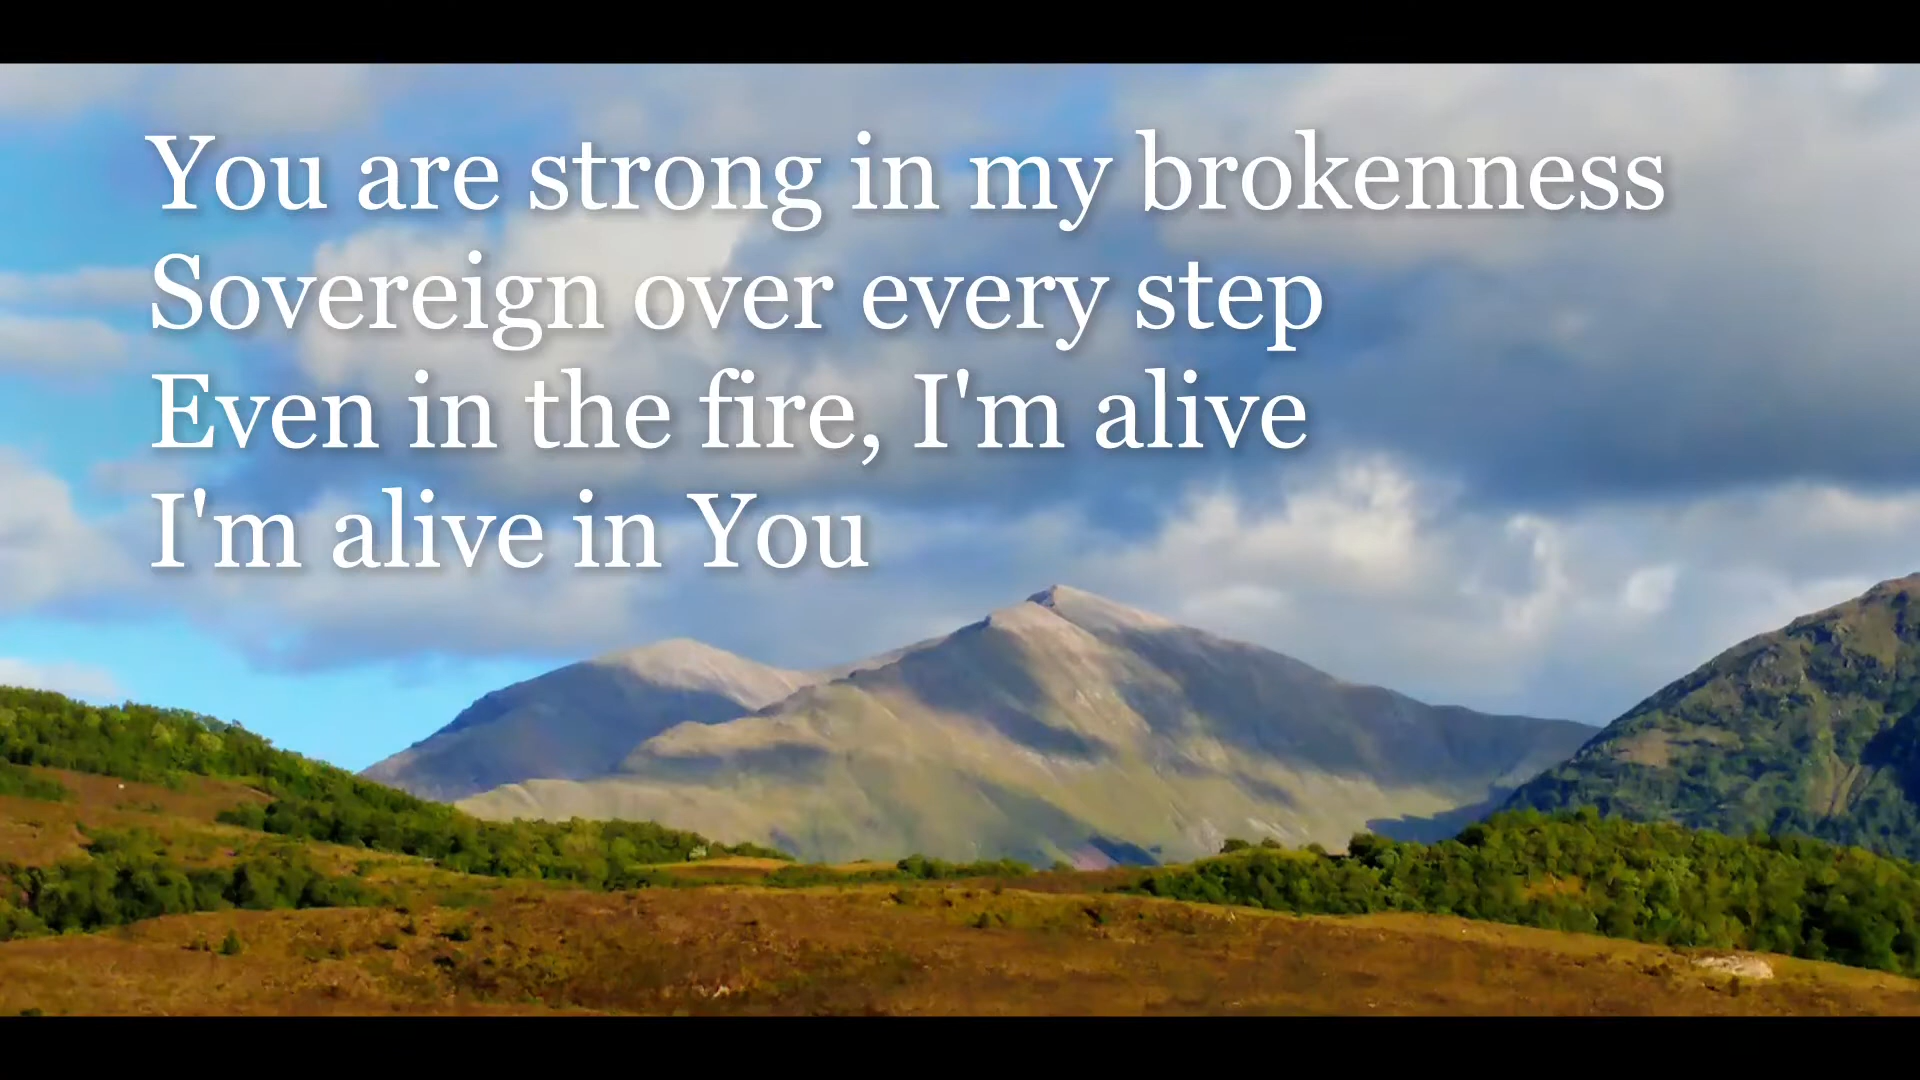 You are strong in my brokenness
Sovereign over every step
Even in the fire, I'm alive
I'm alive in You